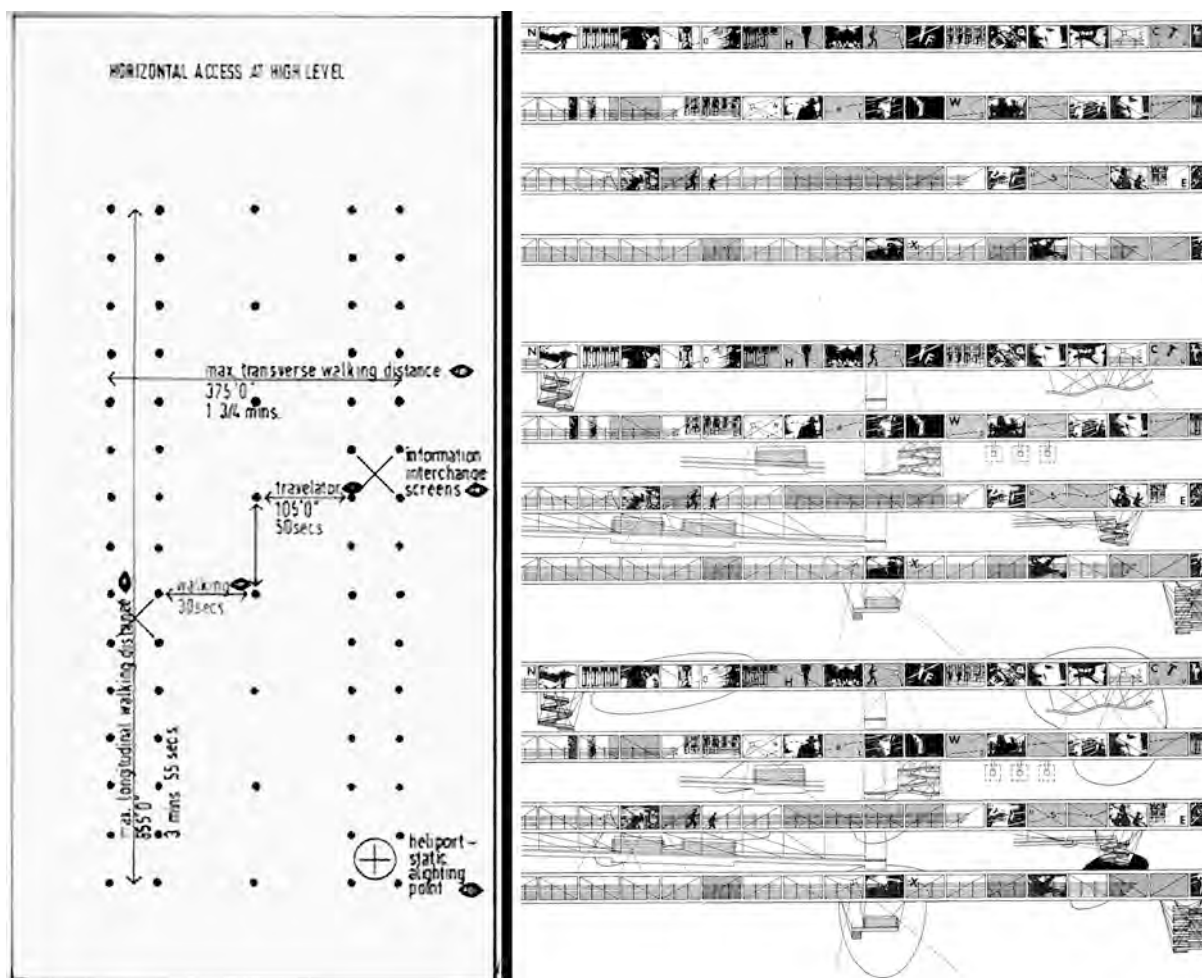 HORIZONTAL ACCESS AT HIGH LEVEL
max. transverse walking distance
375'0"
1 3/4 mins.
information
interchange
screens
travelator
105'0"
50secs
walking
30secs
max. longitudinal walking distance
855'0"
3 mins 55 secs
heliport -
static
alighting
point
N H C T
W
E
X
N H C T
W
E
X
N H C T
W
E
X